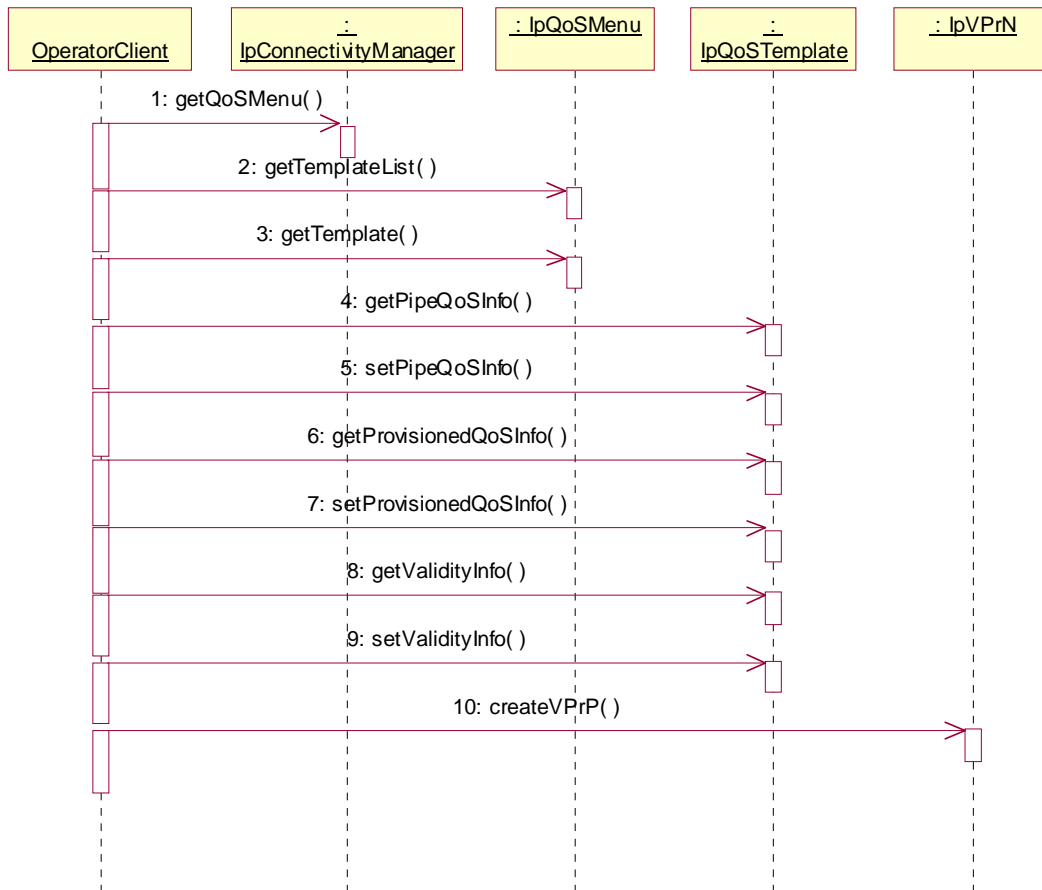 OperatorClient
:
IpConnectivityManager
: IpQoSMenu
:
IpQoSTemplate
: IpVPrN
1: getQoSMenu( )
2: getTemplateList( )
3: getTemplate( )
4: getPipeQoSInfo( )
5: setPipeQoSInfo( )
6: getProvisionedQoSInfo( )
7: setProvisionedQoSInfo( )
8: getValidityInfo( )
9: setValidityInfo( )
10: createVPrP( )